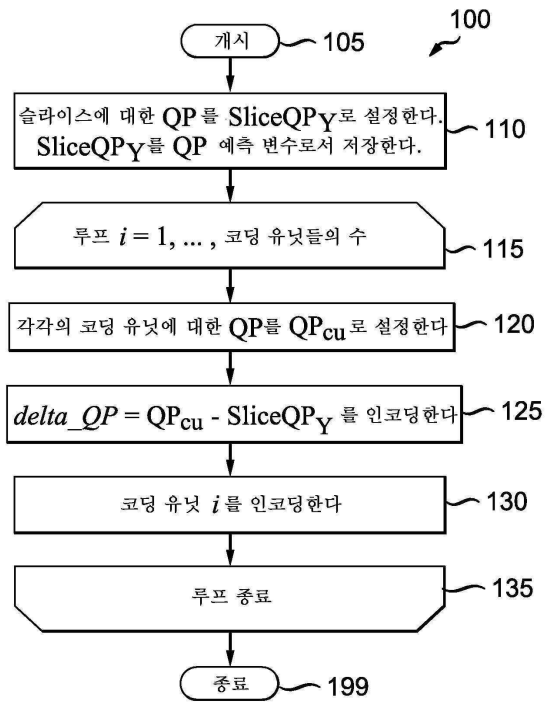 100
개시
105
슬라이스에 대한 QP를 SliceQPY로 설정한다.
SliceQPY를 QP 예측 변수로서 저장한다.
110
루프 i = 1, ... , 코딩 유닛들의 수
115
각각의 코딩 유닛에 대한 QP를 QPcu로 설정한다
120
delta_QP = QPcu - SliceQPY 를 인코딩한다
125
코딩 유닛 i를 인코딩한다
130
루프 종료
135
종료
199